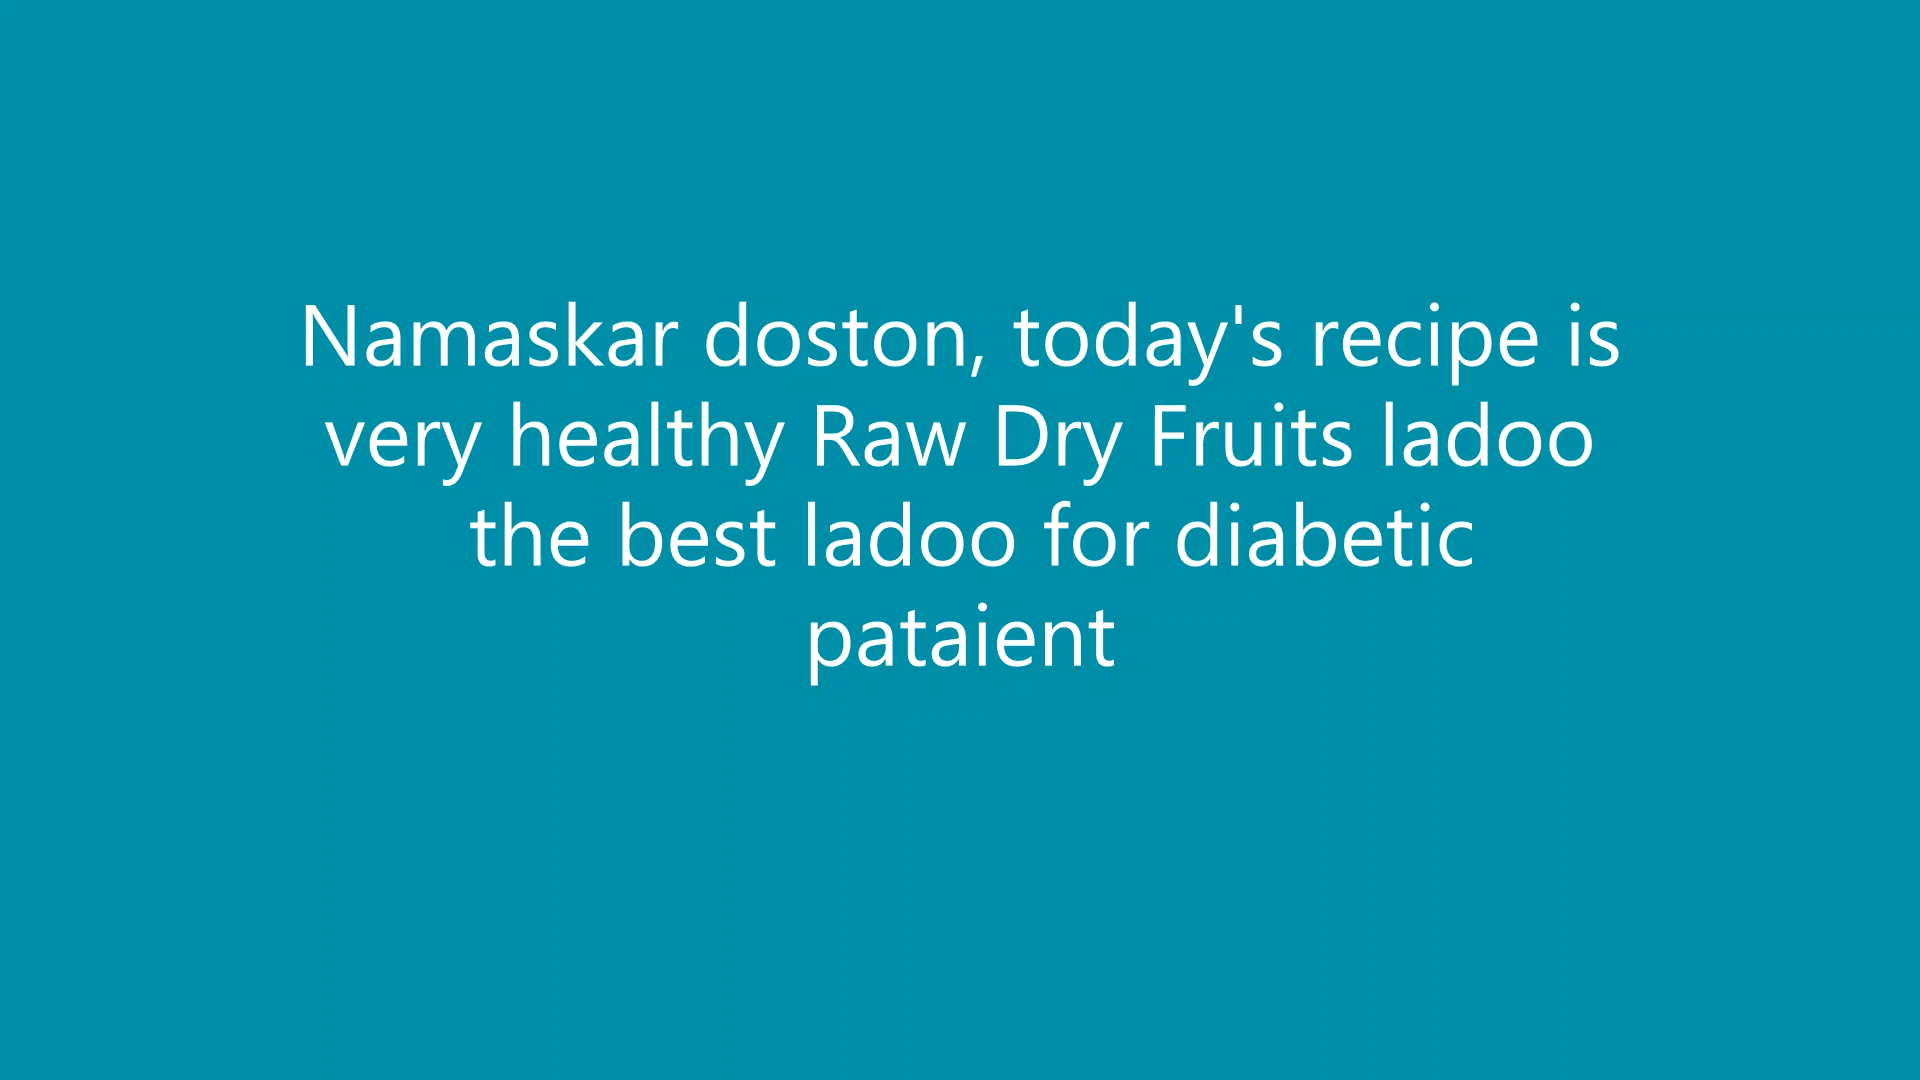 Namaskar doston, today's recipe is
very healthy Raw Dry Fruits ladoo
the best ladoo for diabetic
pataient